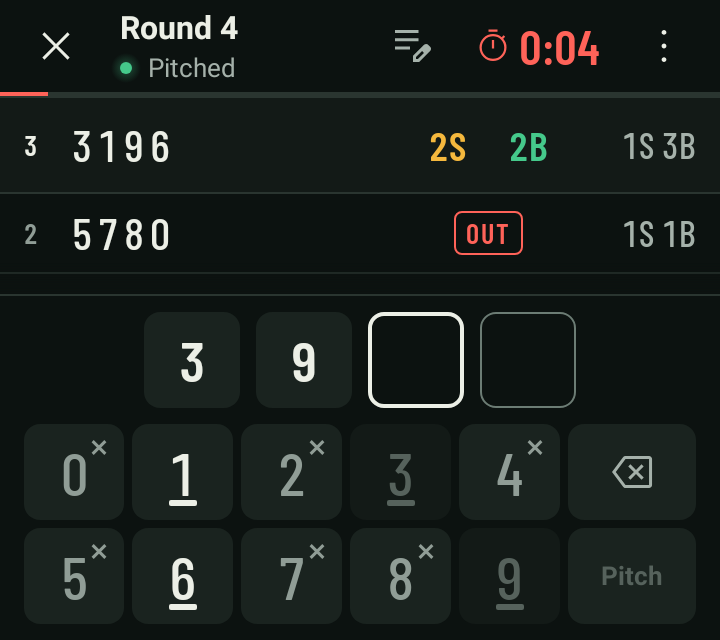 Round 4
Pitched
0:04
3 3196 2S 2B 1S 3B
2 5780 OUT 1S 1B
3 9
0 1 2 3 4
5 6 7 8 9 Pitch